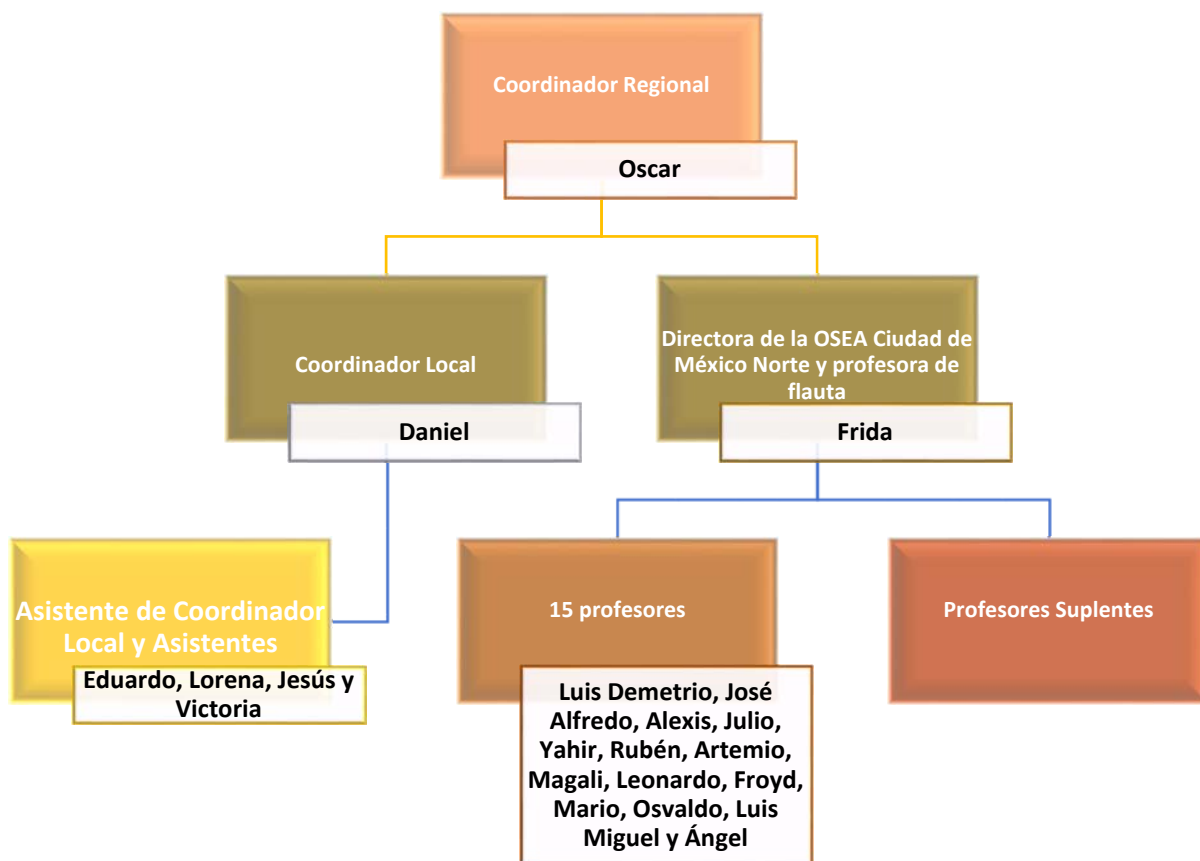 Coordinador Regional
Oscar
Coordinador Local
Daniel
Directora de la OSEA Ciudad de
México Norte y profesora de
flauta
Frida
Asistente de Coordinador
Local y Asistentes
Eduardo, Lorena, Jesús y
Victoria
15 profesores
Luis Demetrio, José
Alfredo, Alexis, Julio,
Yahir, Rubén, Artemio,
Magali, Leonardo, Froyd,
Mario, Osvaldo, Luis
Miguel y Ángel
Profesores Suplentes